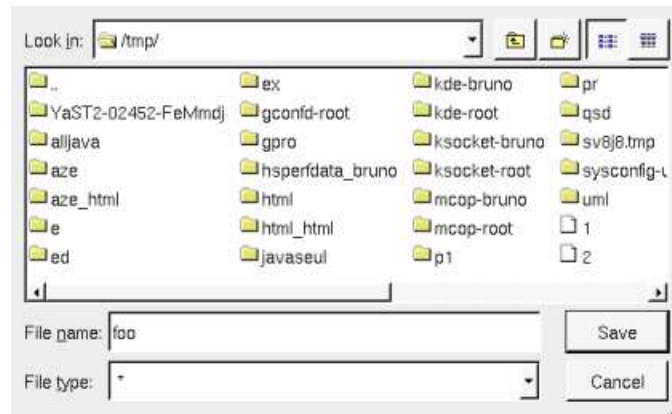 Look in: /tmp/
.. ex kde-bruno pr
YaST2-02452-FeMmdj gconfd-root kde-root qsd
alljava gpro ksocket-bruno sv8j8.tmp
aze hsperfdata_bruno ksocket-root sysconfig-u
aze_html html mcop-bruno uml
e html_html mcop-root 1
ed javaseul p1 2
File name: foo Save
File type: * Cancel